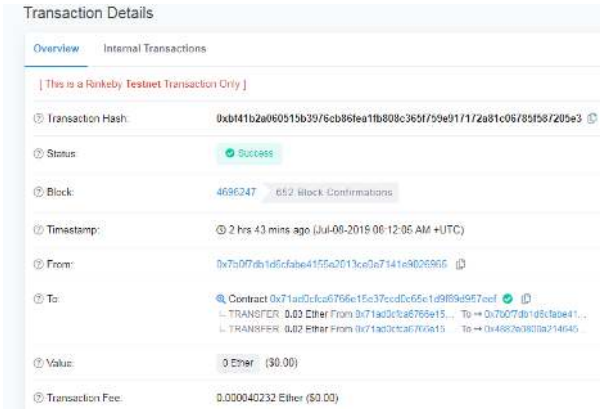 Transaction Details
Overview Internal Transactions
[ This is a Rinkeby Testnet Transaction Only ]
Transaction Hash:
Status: Success
Block: 4696247 652 Block Confirmations
Timestamp: 2 hrs 43 mins ago (Jul-08-2019 08:12:05 AM +UTC)
From:
To: Contract
TRANSFER 0.03 Ether From To →
TRANSFER 0.02 Ether From To →
Value: 0 Ether ($0.00)
Transaction Fee: 0.000040232 Ether ($0.00)